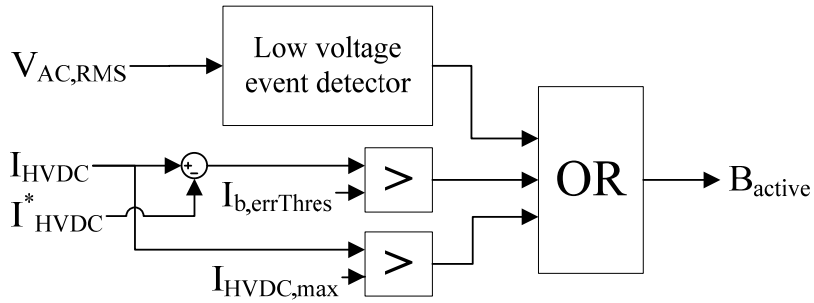 V_AC,RMS
Low voltage
event detector
I_HVDC
+
-
I*_HVDC
I_b,errThres
>
I_HVDC,max
>
OR
B_active